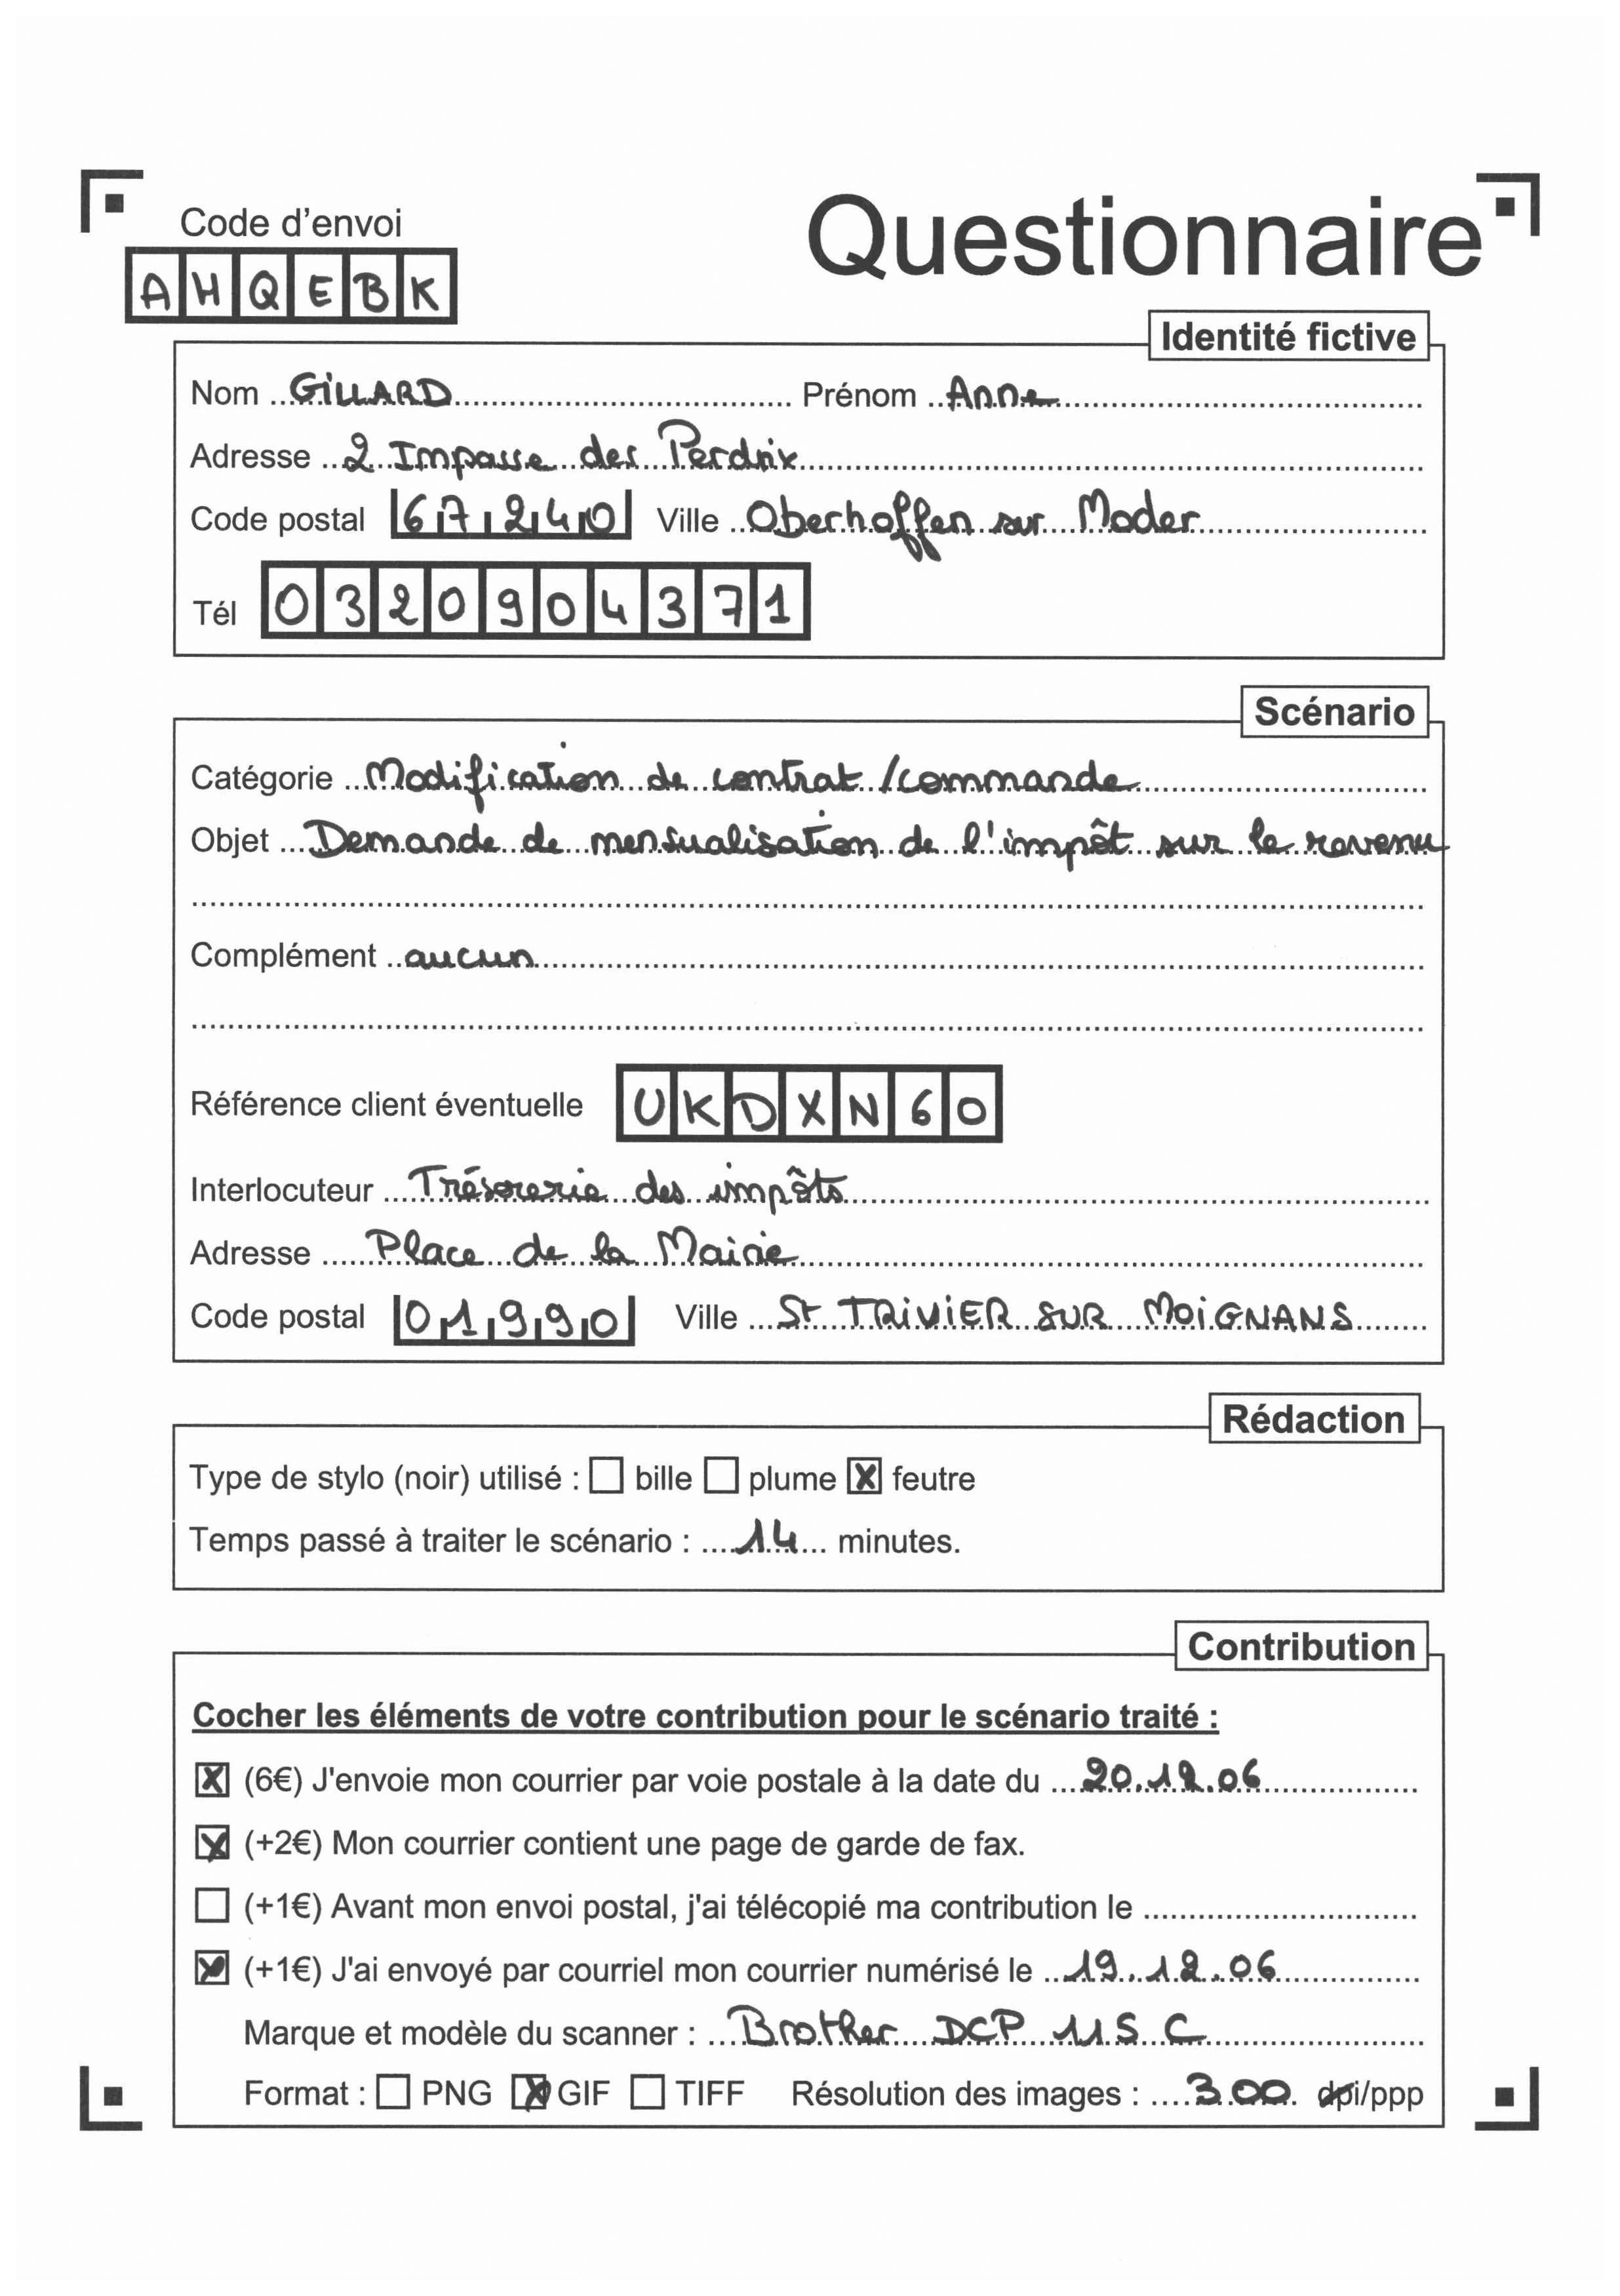 Code d'envoi
Questionnaire
AHQEBK
Identité fictive
Nom GiLLARD Prénom Anne
Adresse 2 Impasse des Perdrix
Code postal 67240 Ville Oberhoffen sur Moder
Tél 0320904371
Scénario
Catégorie Modification de contrat /commande
Objet Demande de mensualisation de l'impôt sur le revenu
Complément aucun
Référence client éventuelle UKDXN60
Interlocuteur Trésorerie des impôts
Adresse Place de la Mairie
Code postal 01990 Ville St TRiViER SUR MOiGNANS
Rédaction
Type de stylo (noir) utilisé : ☐ bille ☐ plume ☒ feutre
Temps passé à traiter le scénario : 14 minutes.
Contribution
Cocher les éléments de votre contribution pour le scénario traité :
☒ (6€) J'envoie mon courrier par voie postale à la date du 20.12.06
☒ (+2€) Mon courrier contient une page de garde de fax.
☐ (+1€) Avant mon envoi postal, j'ai télécopié ma contribution le
☒ (+1€) J'ai envoyé par courriel mon courrier numérisé le 19.12.06
Marque et modèle du scanner : Brother DCP 115 C
Format : ☐ PNG ☒ GIF ☐ TIFF Résolution des images : 300 dpi/ppp